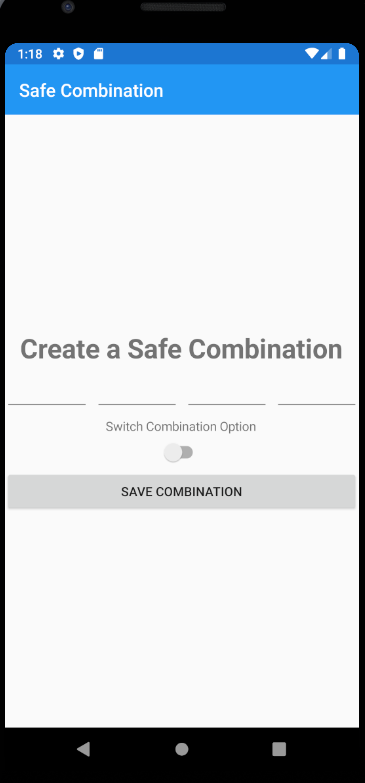 1:18
Safe Combination
Create a Safe Combination
Switch Combination Option
SAVE COMBINATION